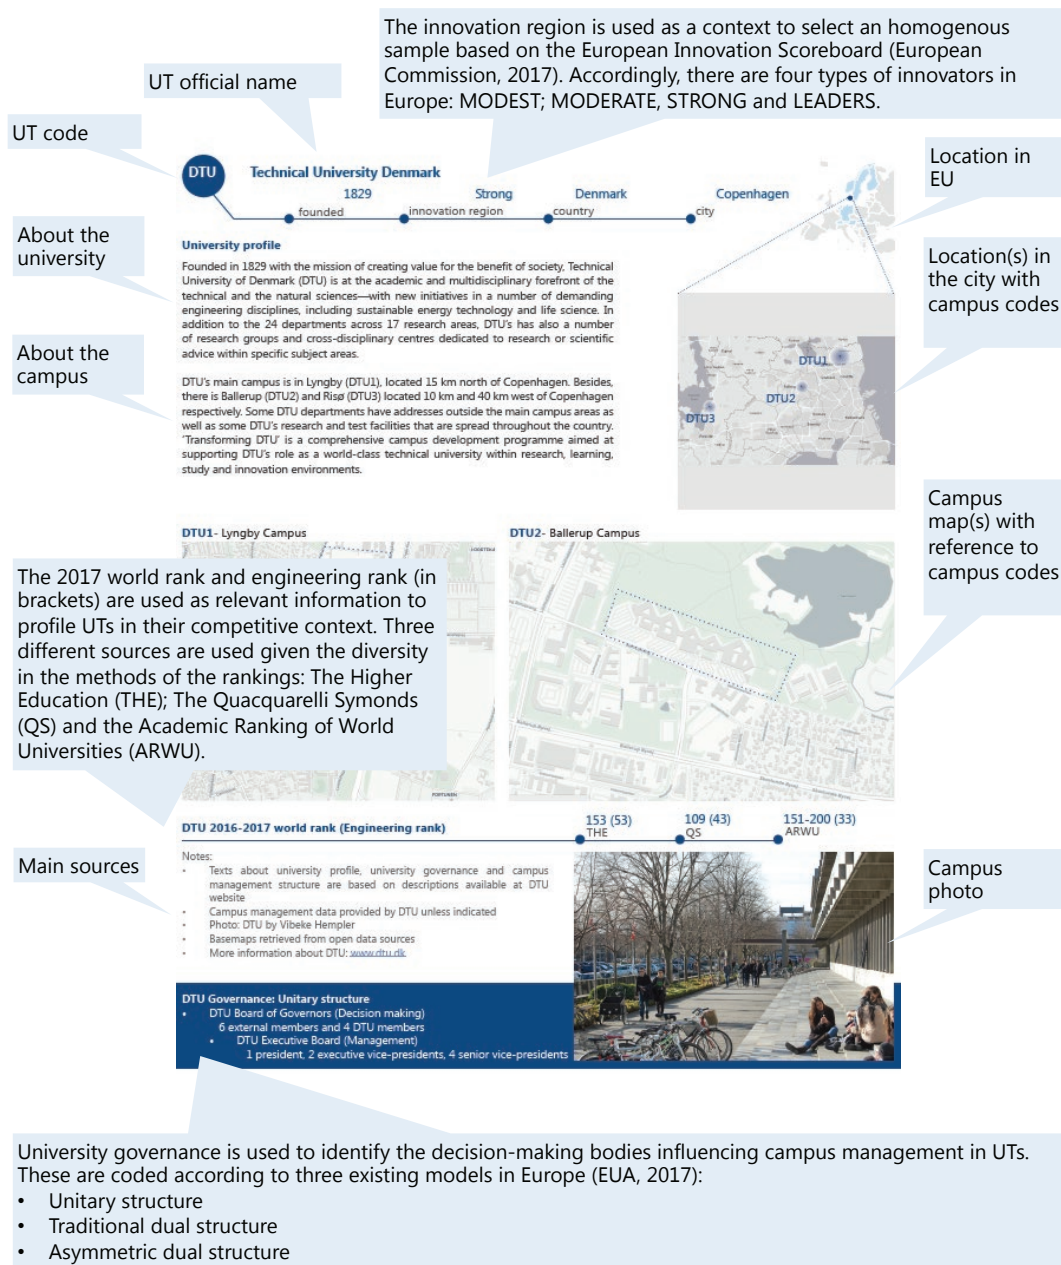 The innovation region is used as a context to select an homogenous
sample based on the European Innovation Scoreboard (European
Commission, 2017). Accordingly, there are four types of innovators in
Europe: MODEST; MODERATE, STRONG and LEADERS.
UT official name
UT code
DTU
Technical University Denmark
1829
Strong
Denmark
Copenhagen
founded
innovation region
country
city
Location in
EU
About the
university
University profile
Founded in 1829 with the mission of creating value for the benefit of society, Technical
University of Denmark (DTU) is at the academic and multidisciplinary forefront of the
technical and the natural sciences—with new initiatives in a number of demanding
engineering disciplines, including sustainable energy technology and life science. In
addition to the 24 departments across 17 research areas, DTU's has also a number
of research groups and cross-disciplinary centres dedicated to research or scientific
advice within specific subject areas.
Location(s) in
the city with
campus codes
DTU1
DTU2
DTU3
About the
campus
DTU's main campus is in Lyngby (DTU1), located 15 km north of Copenhagen. Besides,
there is Ballerup (DTU2) and Risø (DTU3) located 10 km and 40 km west of Copenhagen
respectively. Some DTU departments have addresses outside the main campus areas as
well as some DTU's research and test facilities that are spread throughout the country.
'Transforming DTU' is a comprehensive campus development programme aimed at
supporting DTU's role as a world-class technical university within research, learning,
study and innovation environments.
Campus
map(s) with
reference to
campus codes
DTU1- Lyngby Campus
DTU2- Ballerup Campus
The 2017 world rank and engineering rank (in
brackets) are used as relevant information to
profile UTs in their competitive context. Three
different sources are used given the diversity
in the methods of the rankings: The Higher
Education (THE); The Quacquarelli Symonds
(QS) and the Academic Ranking of World
Universities (ARWU).
DTU 2016-2017 world rank (Engineering rank)
153 (53)
THE
109 (43)
QS
151-200 (33)
ARWU
Main sources
Notes:
• Texts about university profile, university governance and campus
management structure are based on descriptions available at DTU
website
• Campus management data provided by DTU unless indicated
• Photo: DTU by Vibeke Hempler
• Basemaps retrieved from open data sources
• More information about DTU: www.dtu.dk
Campus
photo
DTU Governance: Unitary structure
• DTU Board of Governors (Decision making)
6 external members and 4 DTU members
• DTU Executive Board (Management)
1 president, 2 executive vice-presidents, 4 senior vice-presidents
University governance is used to identify the decision-making bodies influencing campus management in UTs.
These are coded according to three existing models in Europe (EUA, 2017):
• Unitary structure
• Traditional dual structure
• Asymmetric dual structure